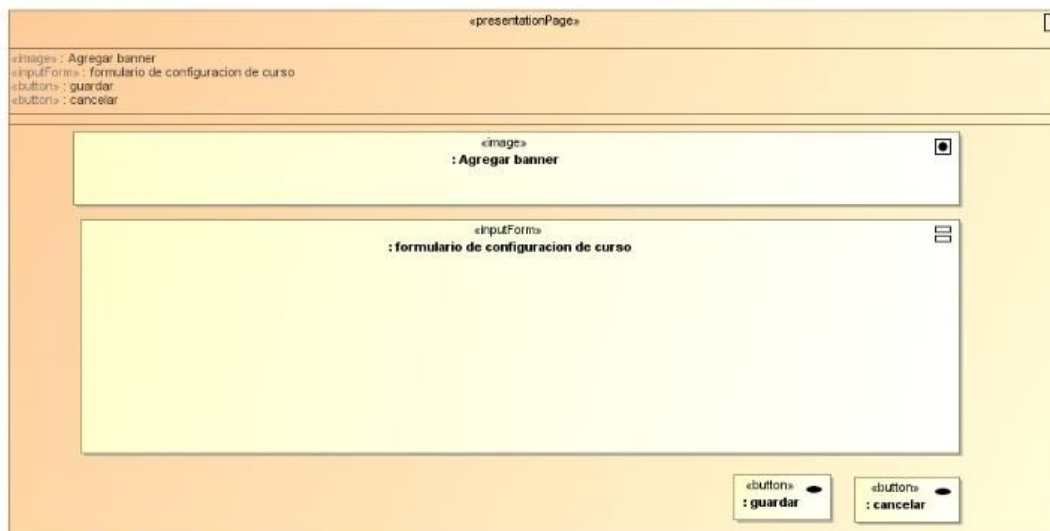 «presentationPage»
«image» : Agregar banner
«inputForm» : formulario de configuracion de curso
«button» : guardar
«button» : cancelar
«image»
: Agregar banner
«inputForm»
: formulario de configuracion de curso
«button»
: guardar
«button»
: cancelar